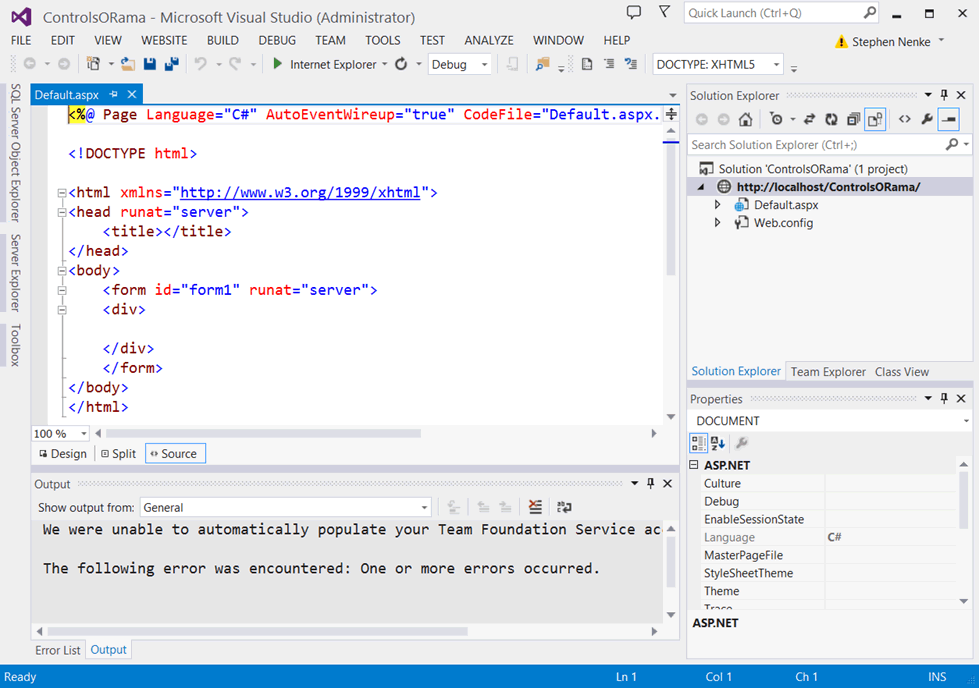 ControlsORama - Microsoft Visual Studio (Administrator)
Quick Launch (Ctrl+Q)
FILE EDIT VIEW WEBSITE BUILD DEBUG TEAM TOOLS TEST ANALYZE WINDOW HELP
Stephen Nenke
Internet Explorer
Debug
DOCTYPE: XHTML5
SQL Server Object Explorer
Server Explorer
Toolbox
Default.aspx
<%@ Page Language="C#" AutoEventWireup="true" CodeFile="Default.aspx.
<!DOCTYPE html>
<html xmlns="http://www.w3.org/1999/xhtml">
<head runat="server">
<title></title>
</head>
<body>
<form id="form1" runat="server">
<div>
</div>
</form>
</body>
</html>
100 %
Design Split Source
Output
Show output from: General
We were unable to automatically populate your Team Foundation Service ac
The following error was encountered: One or more errors occurred.
Error List Output
Solution Explorer
Search Solution Explorer (Ctrl+;)
Solution 'ControlsORama' (1 project)
http://localhost/ControlsORama/
Default.aspx
Web.config
Solution Explorer Team Explorer Class View
Properties
DOCUMENT
ASP.NET
Culture
Debug
EnableSessionState
Language C#
MasterPageFile
StyleSheetTheme
Theme
Trace
ASP.NET
Ready Ln 1 Col 1 Ch 1 INS